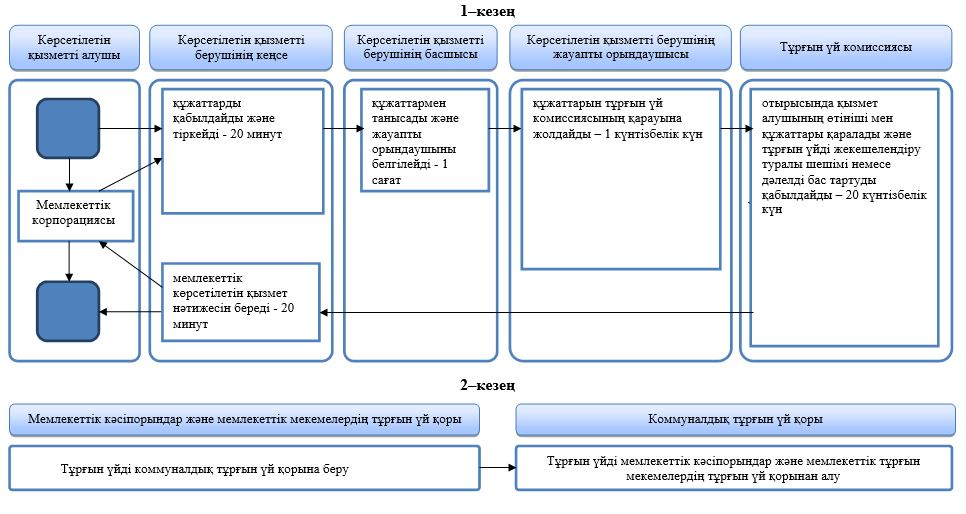 1–кезең
Көрсетілетін
қызметті алушы
Көрсетілетін қызметті
берушінің кеңсе
Көрсетілетін қызметті
берушінің басшысы
Көрсетілетін қызметті берушінің
жауапты орындаушысы
Тұрғын үй комиссиясы
құжаттарды
қабылдайды және
тіркейді - 20 минут
құжаттармен
танысады және
жауапты
орындаушыны
белгілейді - 1
сағат
құжаттарын тұрғын үй
комиссиясының қарауына
жолдайды – 1 күнтізбелік күн
отырысында қызмет
алушының өтініші мен
құжаттары қаралады және
тұрғын үйді жекешелендіру
туралы шешімі немесе
дәлелді бас тартуды
қабылдайды – 20 күнтізбелік
күн
Мемлекеттік
корпорациясы
мемлекеттік
көрсетілетін қызмет
нәтижесін береді - 20
минут
2–кезең
Мемлекеттік кәсіпорындар және мемлекеттік мекемелердің тұрғын үй қоры
Коммуналдық тұрғын үй қоры
Тұрғын үйді коммуналдық тұрғын үй қорына беру
Тұрғын үйді мемлекеттік кәсіпорындар және мемлекеттік тұрғын
мекемелердің тұрғын үй қорынан алу